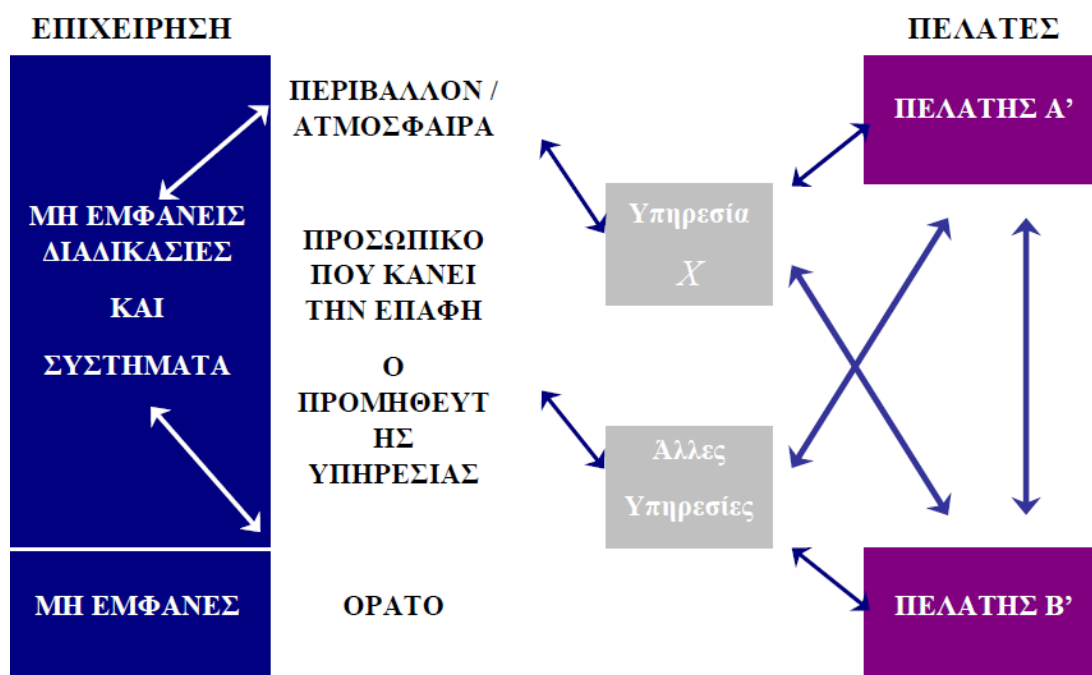 ΕΠΙΧΕΙΡΗΣΗ
ΠΕΛΑΤΕΣ
ΜΗ ΕΜΦΑΝΕΙΣ
ΔΙΑΔΙΚΑΣΙΕΣ
ΚΑΙ
ΣΥΣΤΗΜΑΤΑ
ΜΗ ΕΜΦΑΝΕΣ
ΠΕΡΙΒΑΛΛΟΝ /
ΑΤΜΟΣΦΑΙΡΑ
ΠΡΟΣΩΠΙΚΟ
ΠΟΥ ΚΑΝΕΙ
ΤΗΝ ΕΠΑΦΗ
Ο
ΠΡΟΜΗΘΕΥΤ
ΗΣ
ΥΠΗΡΕΣΙΑΣ
ΟΡΑΤΟ
Υπηρεσία
X
Άλλες
Υπηρεσίες
ΠΕΛΑΤΗΣ Α’
ΠΕΛΑΤΗΣ Β’